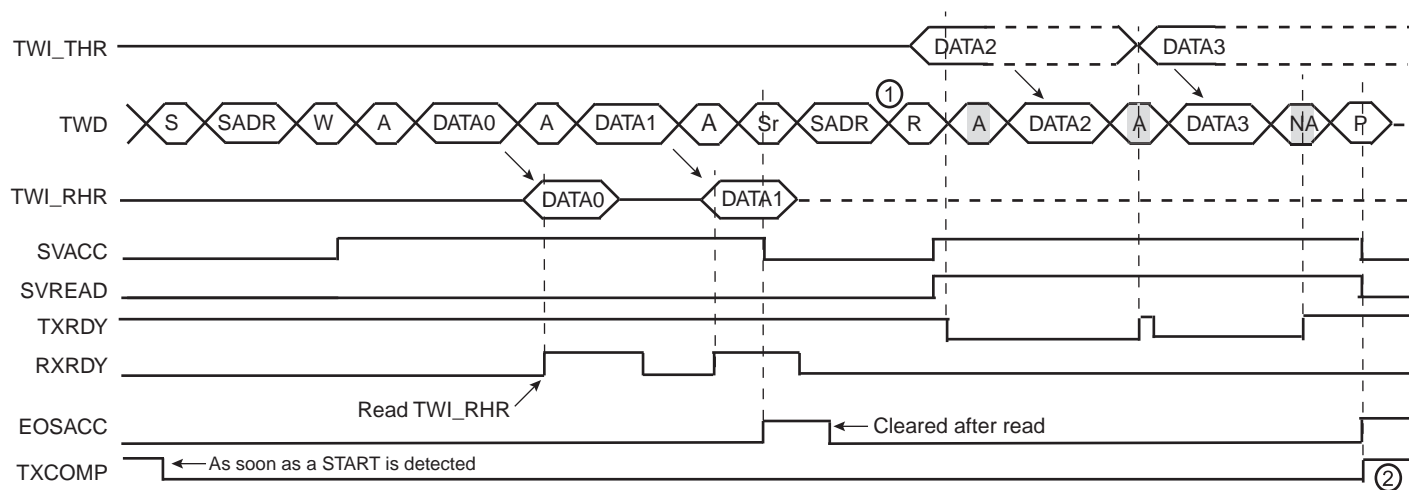 TWI_THR DATA2 DATA3
①
TWD S SADR W A DATA0 A DATA1 A Sr SADR R A DATA2 A DATA3 NA P
TWI_RHR DATA0 DATA1
SVACC
SVREAD
TXRDY
RXRDY
Read TWI_RHR
EOSACC Cleared after read
TXCOMP As soon as a START is detected ②